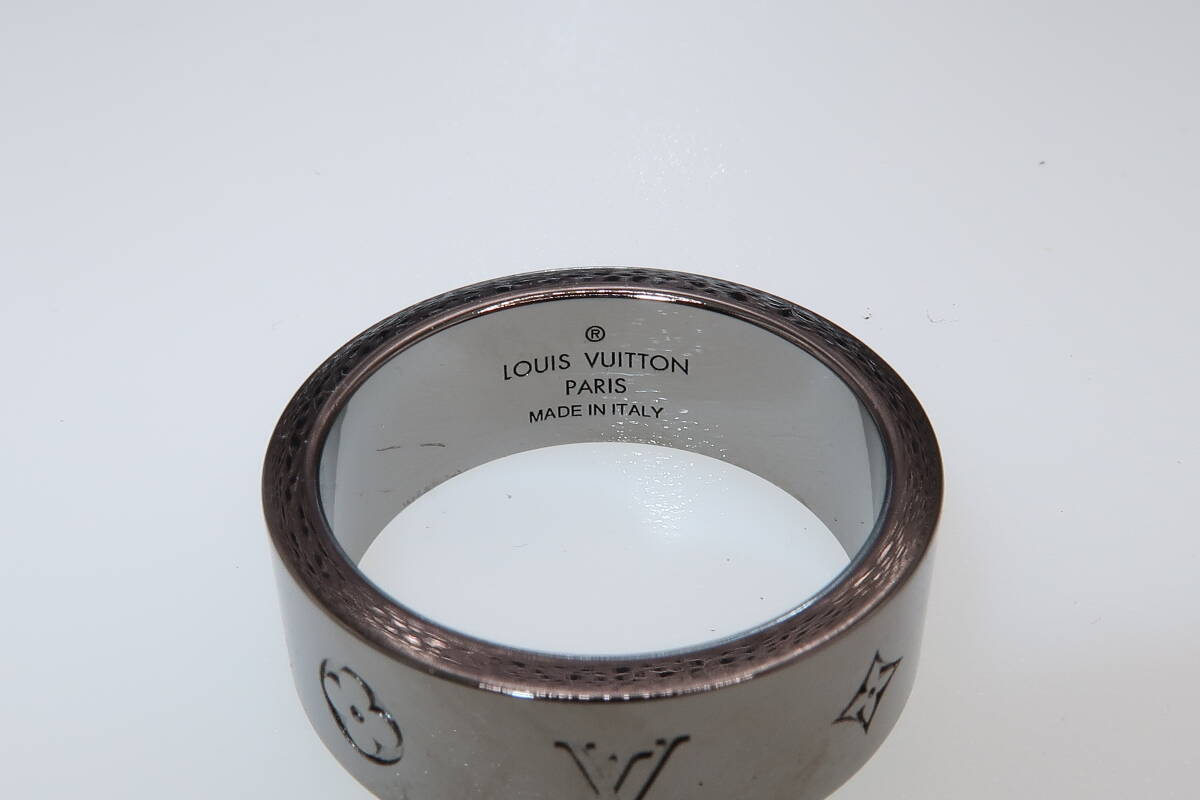 ®
LOUIS VUITTON
PARIS
MADE IN ITALY
V